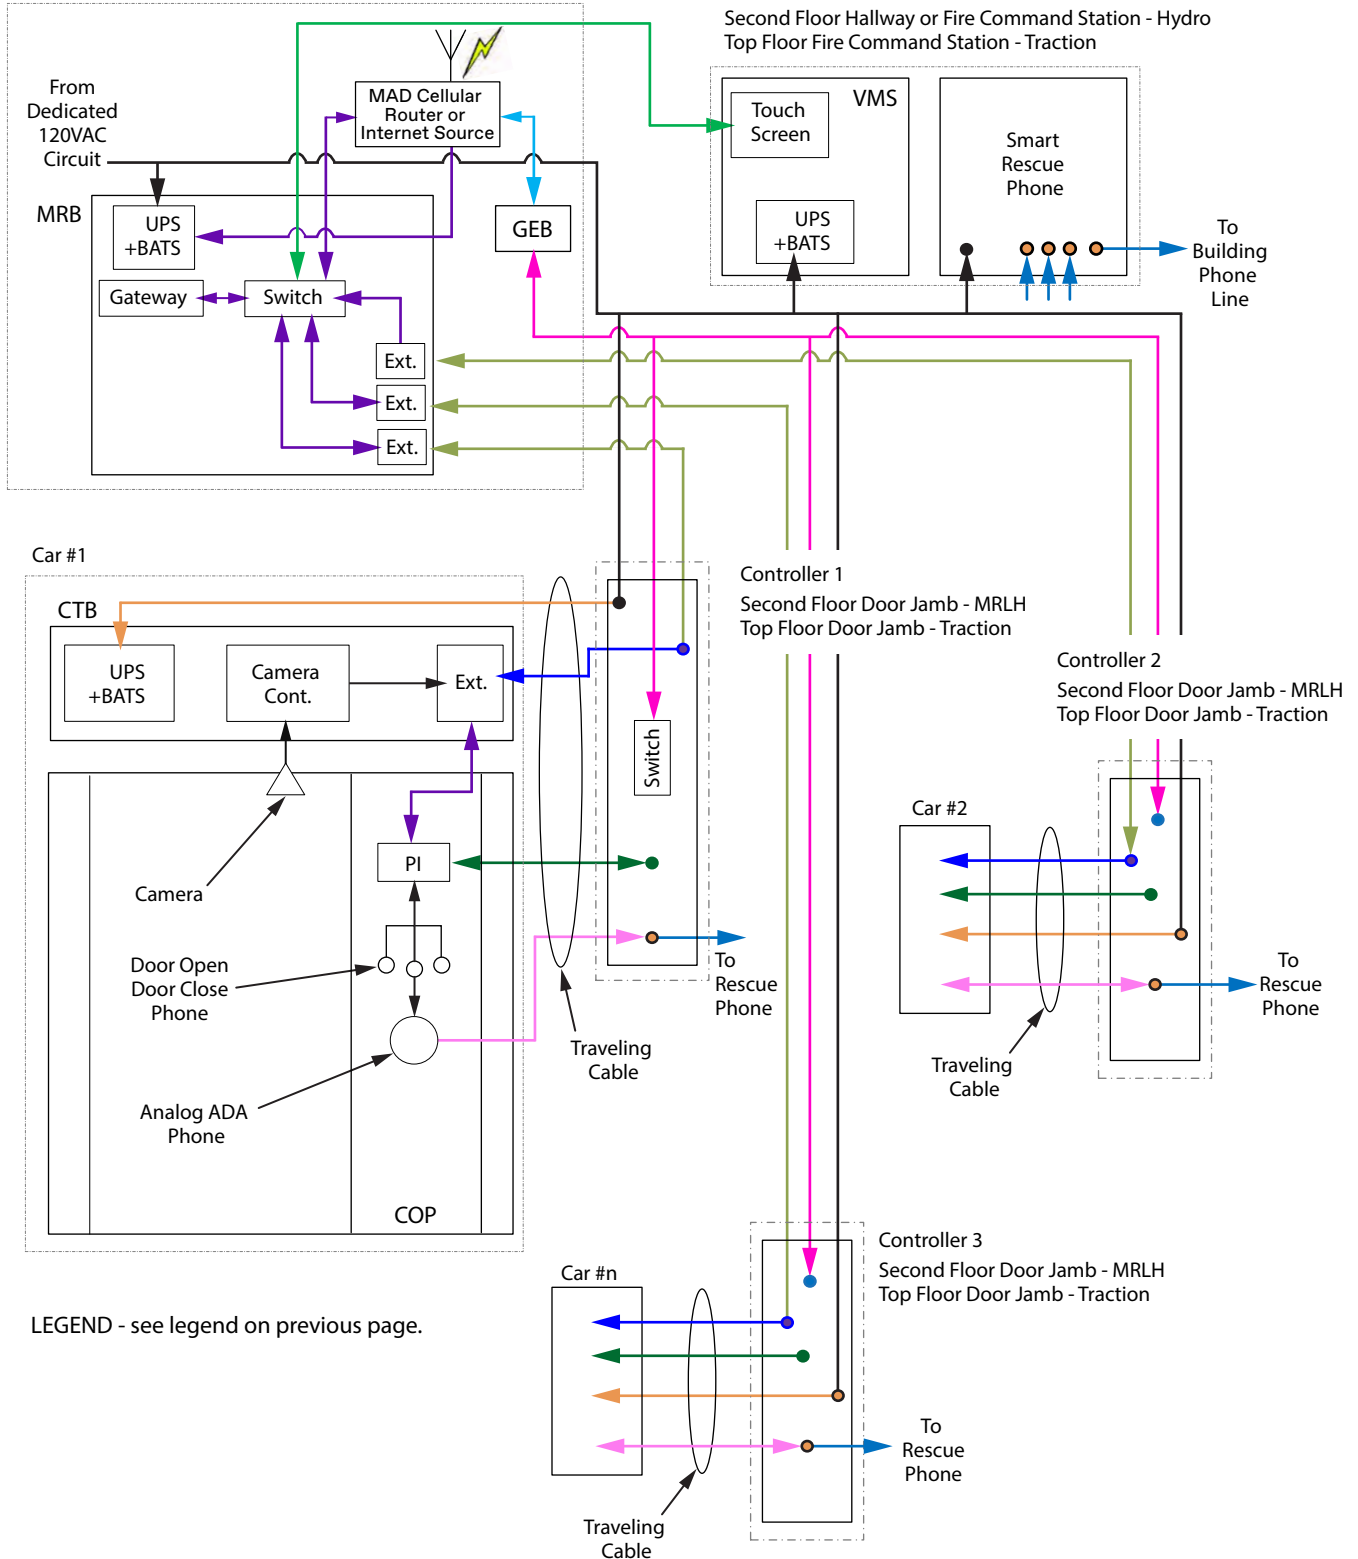 Second Floor Hallway or Fire Command Station - Hydro
Top Floor Fire Command Station - Traction
From
Dedicated
120VAC
Circuit
MAD Cellular
Router or
Internet Source
MRB
UPS
+BATS
Gateway
Switch
Ext.
Ext.
Ext.
GEB
VMS
Touch
Screen
UPS
+BATS
Smart
Rescue
Phone
To
Building
Phone
Line
Car #1
CTB
UPS
+BATS
Camera
Cont.
Ext.
Switch
PI
Camera
Door Open
Door Close
Phone
Analog ADA
Phone
COP
Traveling
Cable
To
Rescue
Phone
Controller 1
Second Floor Door Jamb - MRLH
Top Floor Door Jamb - Traction
Controller 2
Second Floor Door Jamb - MRLH
Top Floor Door Jamb - Traction
Car #2
Traveling
Cable
To
Rescue
Phone
Controller 3
Second Floor Door Jamb - MRLH
Top Floor Door Jamb - Traction
Car #n
Traveling
Cable
To
Rescue
Phone
LEGEND - see legend on previous page.